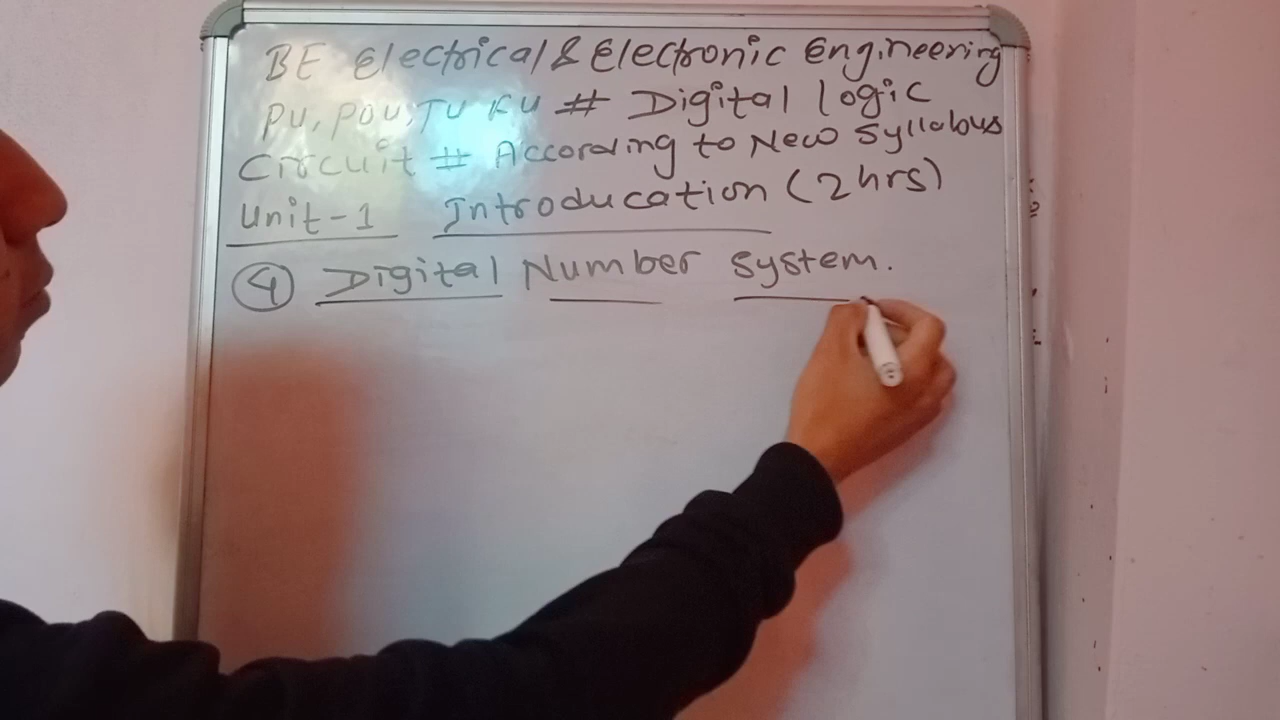 BE Electrical & Electronic Engineering
PU, POU, TU KU # Digital logic
Circuit # According to New Syllabus
Unit-1 Introducation (2hrs)
4 Digital Number System.